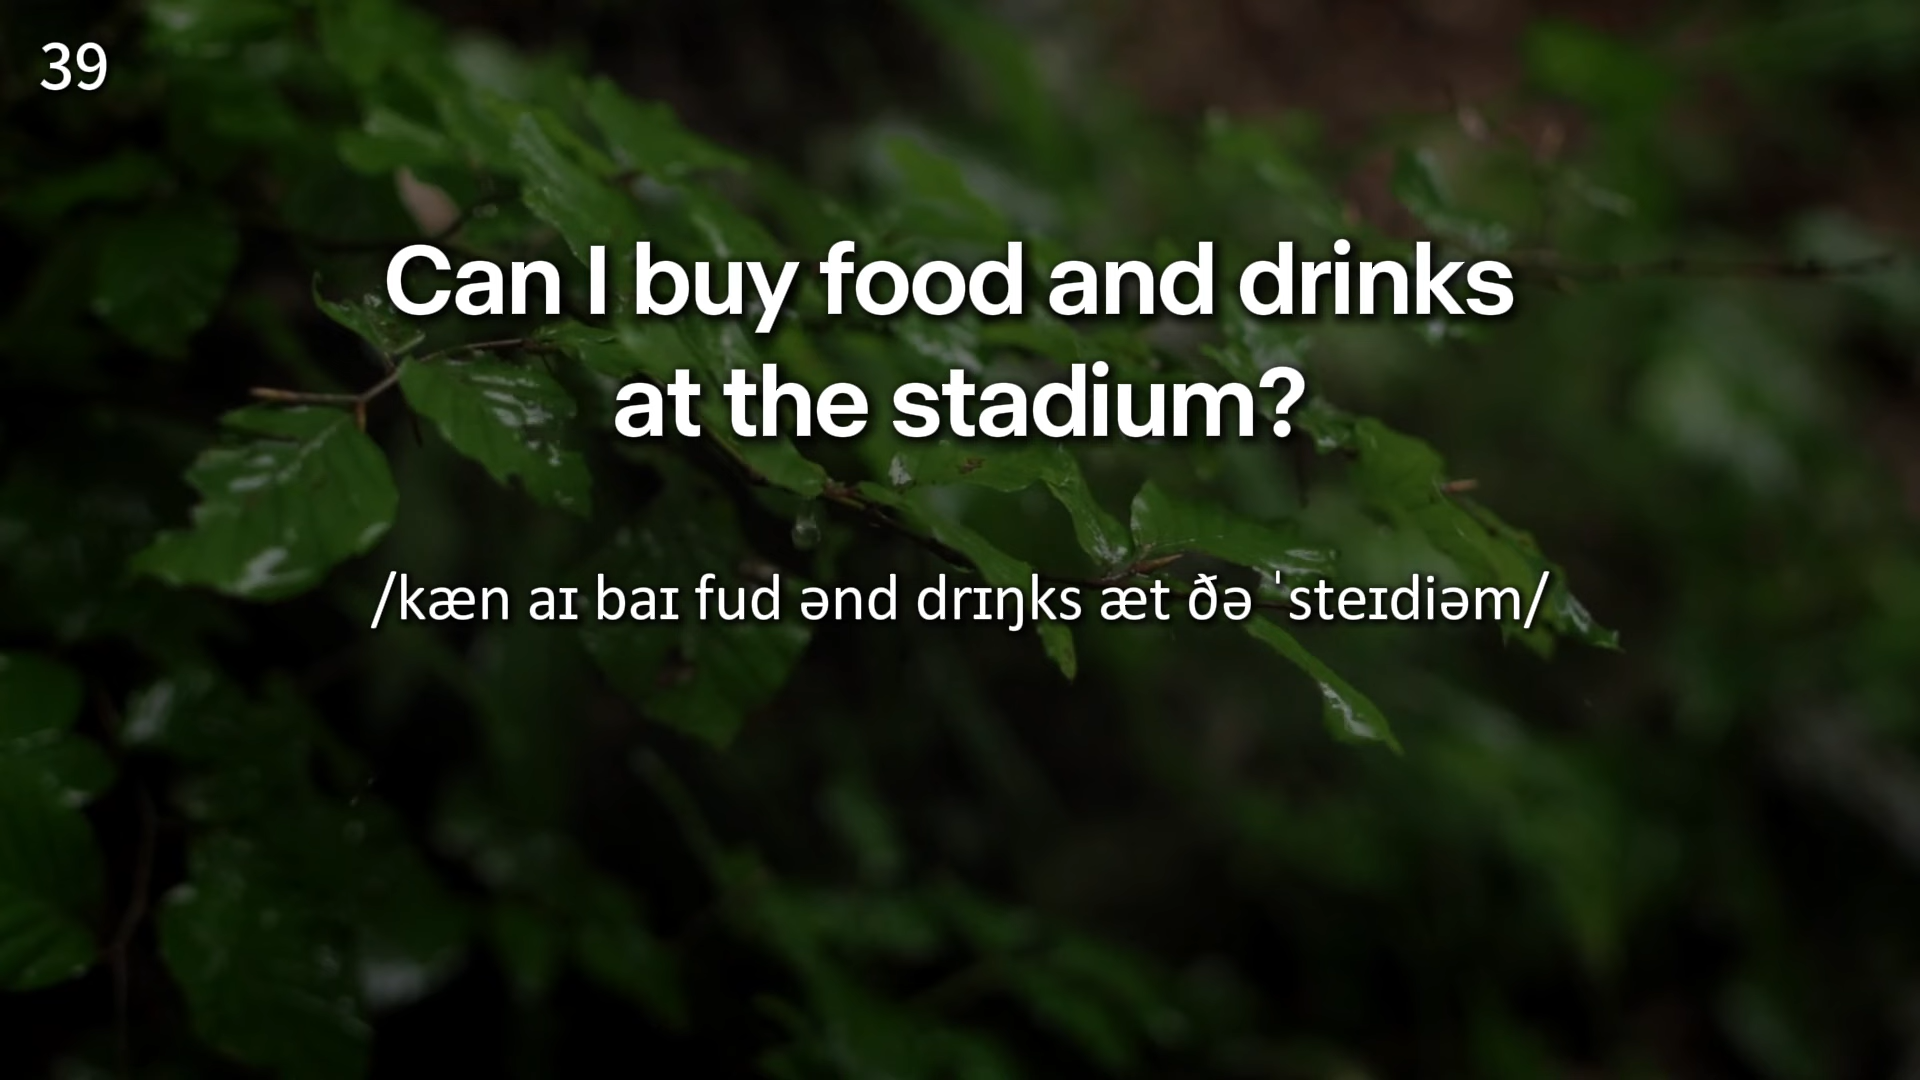 39
Can I buy food and drinks
at the stadium?
/kæn aɪ baɪ fud ənd drɪŋks æt ðə ˈsteɪdiəm/